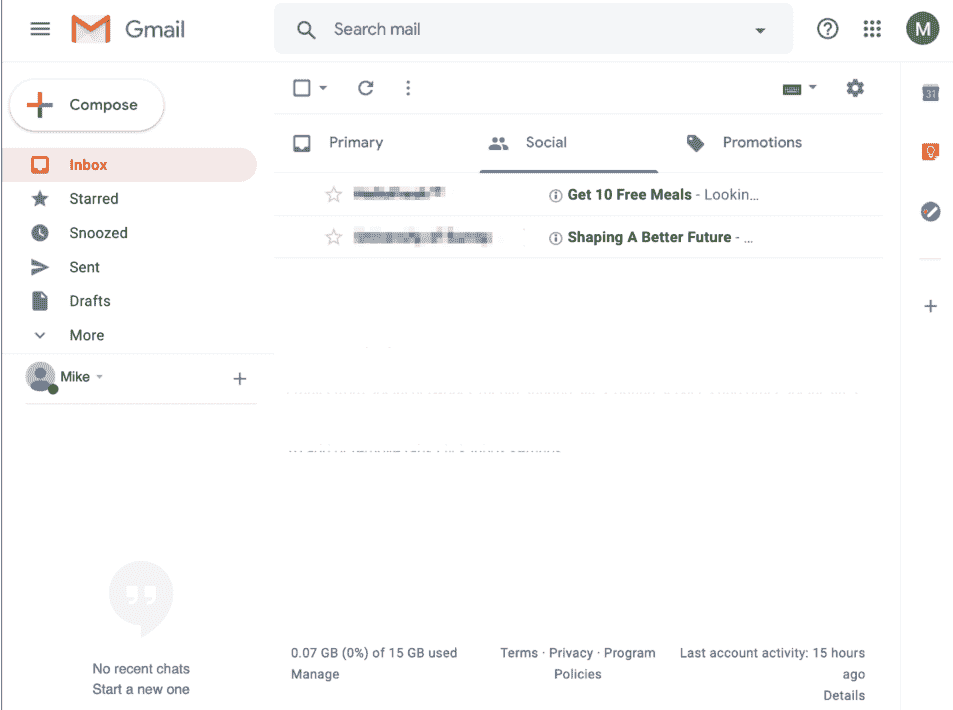 Gmail
Search mail
M
Compose
Inbox
Starred
Snoozed
Sent
Drafts
More
Mike
No recent chats
Start a new one
Primary
Social
Promotions
Get 10 Free Meals - Lookin...
Shaping A Better Future - ...
0.07 GB (0%) of 15 GB used
Manage
Terms · Privacy · Program
Policies
Last account activity: 15 hours
ago
Details
31